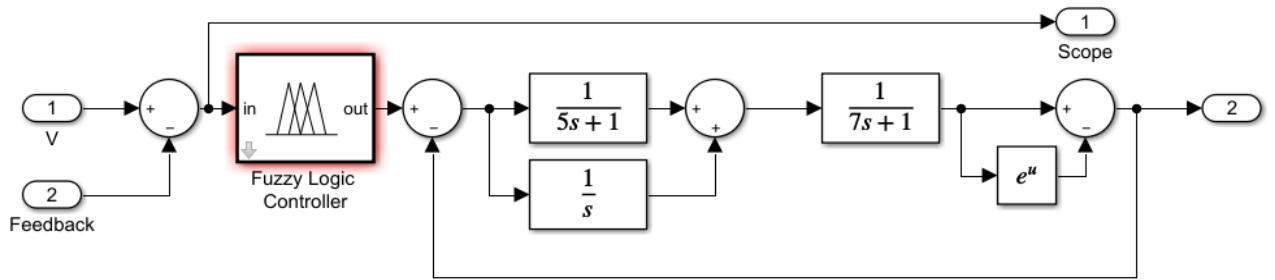 1
Scope
1
V
+
−
in
out
Fuzzy Logic
Controller
+
−
1
5s + 1
+
+
1
7s + 1
+
−
2
2
Feedback
1
s
e^u